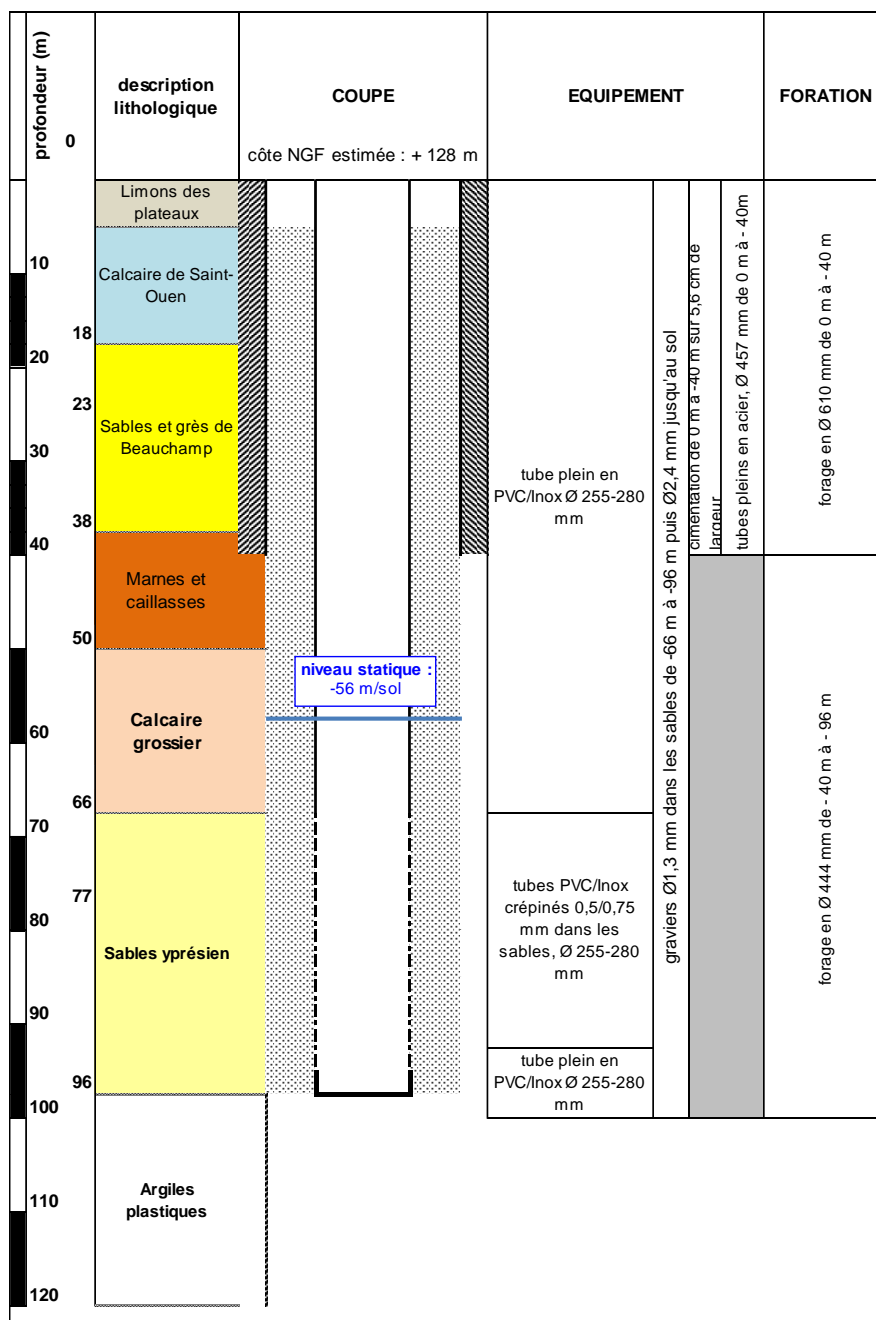 profondeur (m)
0
description
lithologique
COUPE
côte NGF estimée : + 128 m
EQUIPEMENT
FORATION
Limons des
plateaux
10
Calcaire de Saint-
Ouen
18
20
23
Sables et grès de
Beauchamp
30
38
40
Marnes et
caillasses
50
niveau statique :
-56 m/sol
Calcaire
grossier
60
66
70
77
80
Sables yprésien
90
96
100
Argiles
plastiques
110
120
tube plein en
PVC/Inox Ø 255-280
mm
tubes PVC/Inox
crépinés 0,5/0,75
mm dans les
sables, Ø 255-280
mm
tube plein en
PVC/Inox Ø 255-280
mm
graviers Ø1,3 mm dans les sables de -66 m à -96 m puis Ø2,4 mm jusqu'au sol
cimentation de 0 m à -40 m sur 5,6 cm de
largeur
tubes pleins en acier, Ø 457 mm de 0 m à - 40m
forage en Ø 610 mm de 0 m à - 40 m
forage en Ø 444 mm de - 40 m à - 96 m